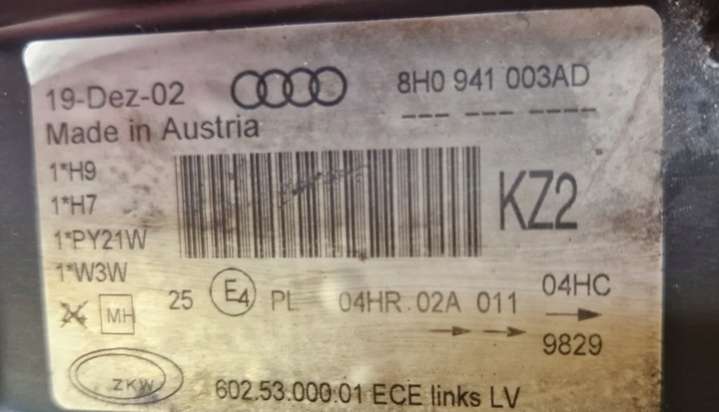 19-Dez-02
8H0 941 003AD
--- --- ----
Made in Austria
1*H9
1*H7
1*PY21W
1*W3W
KZ2
MH
25 E4 PL 04HR 02A 011
04HC
9829
ZKW
602.53.000.01 ECE links LV